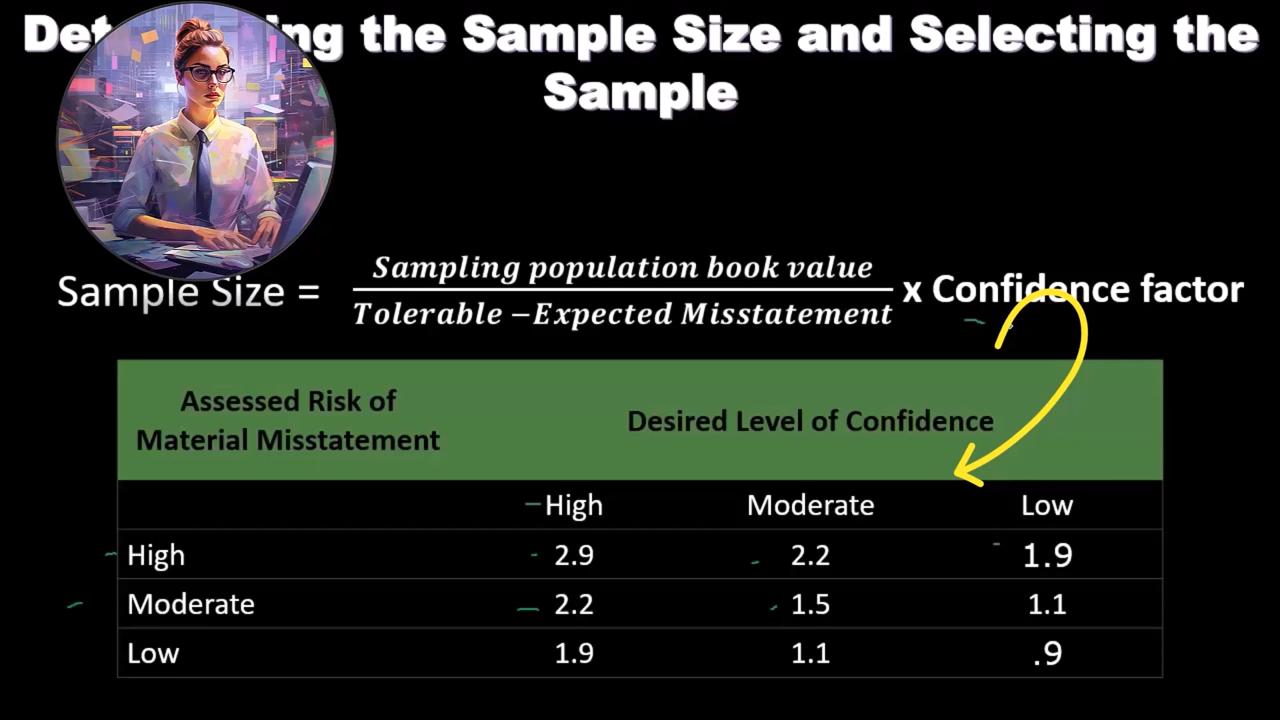 Det ing the Sample Size and Selecting the
Sample
Sample Size = Sampling population book value / Tolerable −Expected Misstatement x Confidence factor
Assessed Risk of
Material Misstatement
Desired Level of Confidence
High Moderate Low
High 2.9 2.2 1.9
Moderate 2.2 1.5 1.1
Low 1.9 1.1 .9